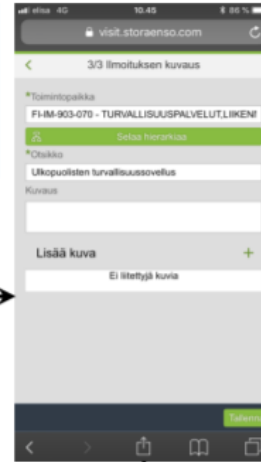 elisa 4G 10.45 86 %
visit.storaenso.com
3/3 Ilmoituksen kuvaus
*Toimintopaikka
FI-IM-903-070 - TURVALLISUUSPALVELUT,LIIKENN
Selaa hierarkiaa
*Otsikko
Ulkopuolisten turvallisuussovellus
Kuvaus
Lisää kuva +
Ei liitettyjä kuvia
Tallenna